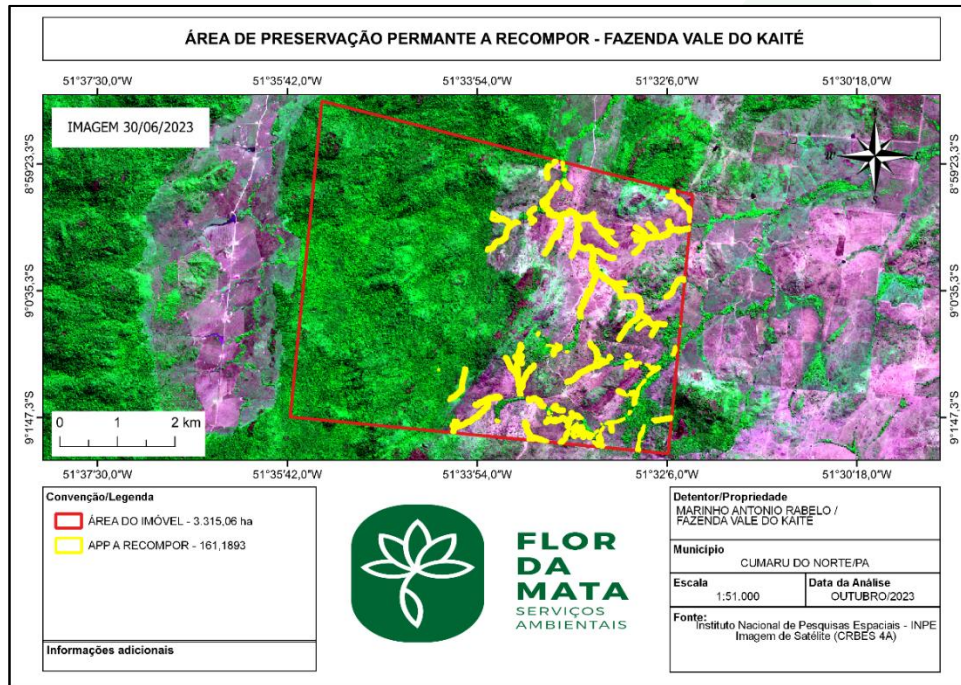 ÁREA DE PRESERVAÇÃO PERMANTE A RECOMPOR - FAZENDA VALE DO KAITÉ
51°37'30,0"W 51°35'42,0"W 51°33'54,0"W 51°32'6,0"W 51°30'18,0"W
IMAGEM 30/06/2023
8°59'23,3"S 8°59'23,3"S
9°0'35,3"S 9°0'35,3"S
9°1'47,3"S 9°1'47,3"S
0 1 2 km
51°37'30,0"W 51°35'42,0"W 51°33'54,0"W 51°32'6,0"W 51°30'18,0"W
Convenção/Legenda
ÁREA DO IMÓVEL - 3.315,06 ha
APP A RECOMPOR - 161,1893
Informações adicionais
FLOR
DA
MATA
SERVIÇOS
AMBIENTAIS
Detentor/Propriedade
MARINHO ANTONIO RABELO /
FAZENDA VALE DO KAITÉ
Município
CUMARU DO NORTE/PA
Escala
1:51.000
Data da Análise
OUTUBRO/2023
Fonte:
Instituto Nacional de Pesquisas Espaciais - INPE
Imagem de Satélite (CRBES 4A)